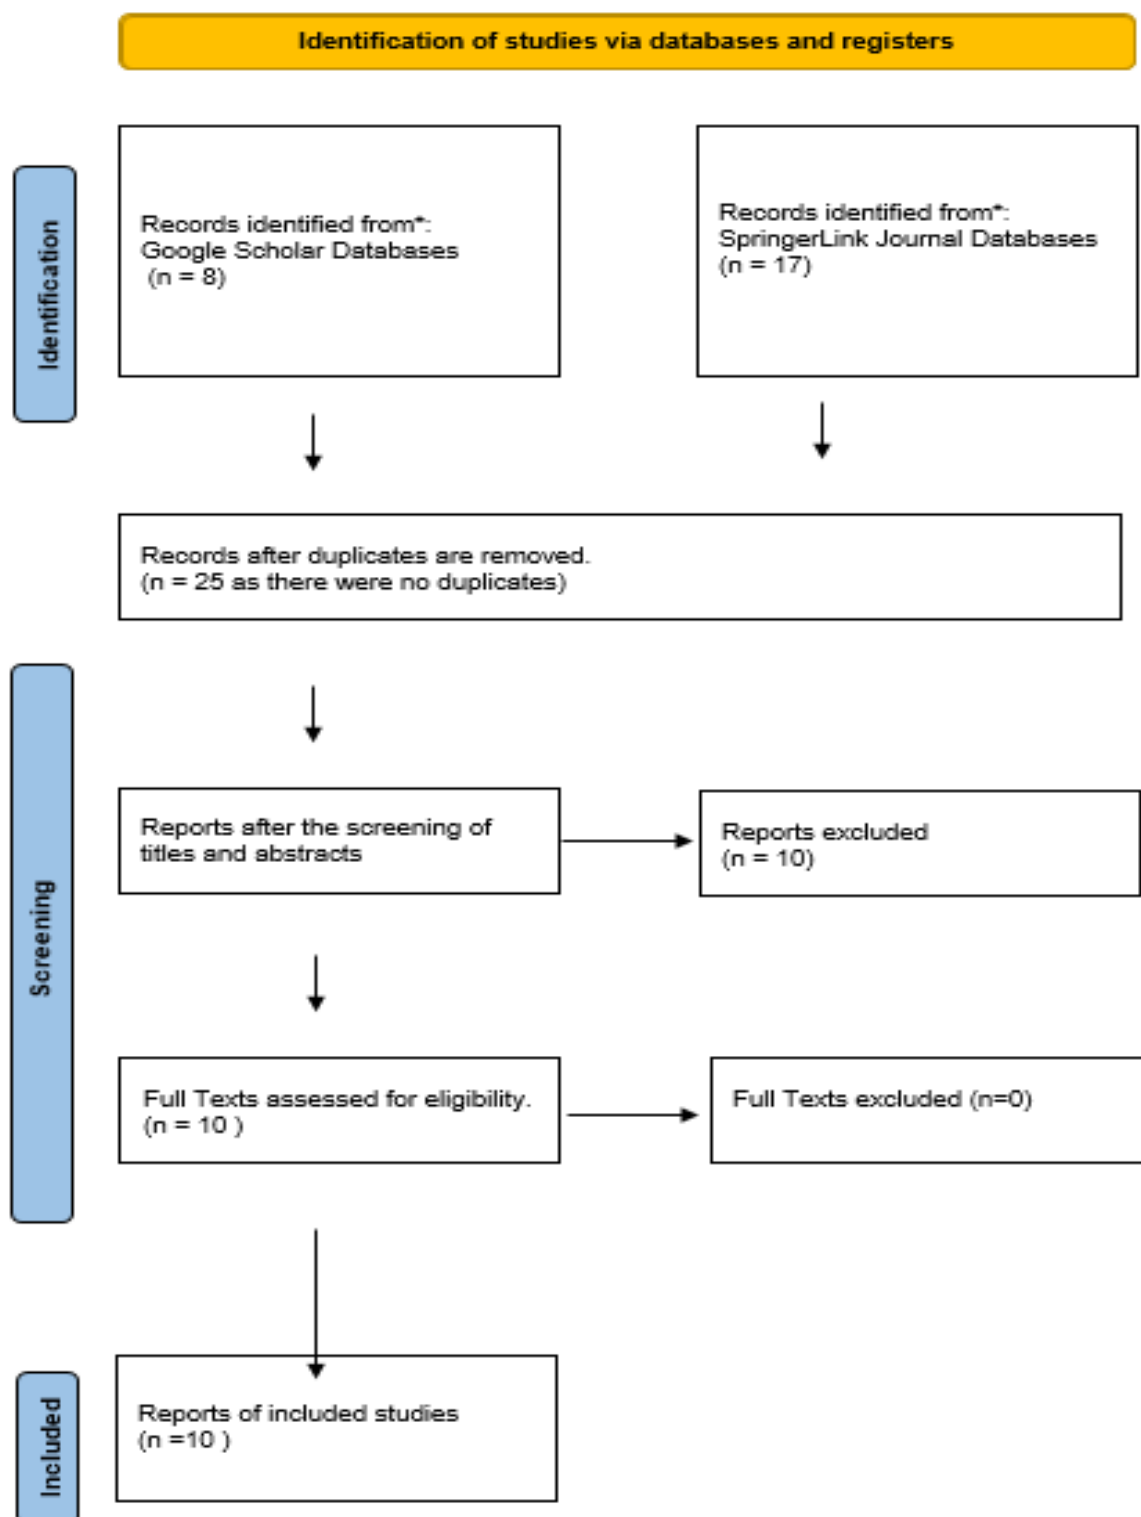 Identification of studies via databases and registers
Identification
Records identified from*:
Google Scholar Databases
(n = 8)
Records identified from*:
SpringerLink Journal Databases
(n = 17)
Records after duplicates are removed.
(n = 25 as there were no duplicates)
Screening
Reports after the screening of
titles and abstracts
Reports excluded
(n = 10)
Full Texts assessed for eligibility.
(n = 10 )
Full Texts excluded (n=0)
Included
Reports of included studies
(n =10 )